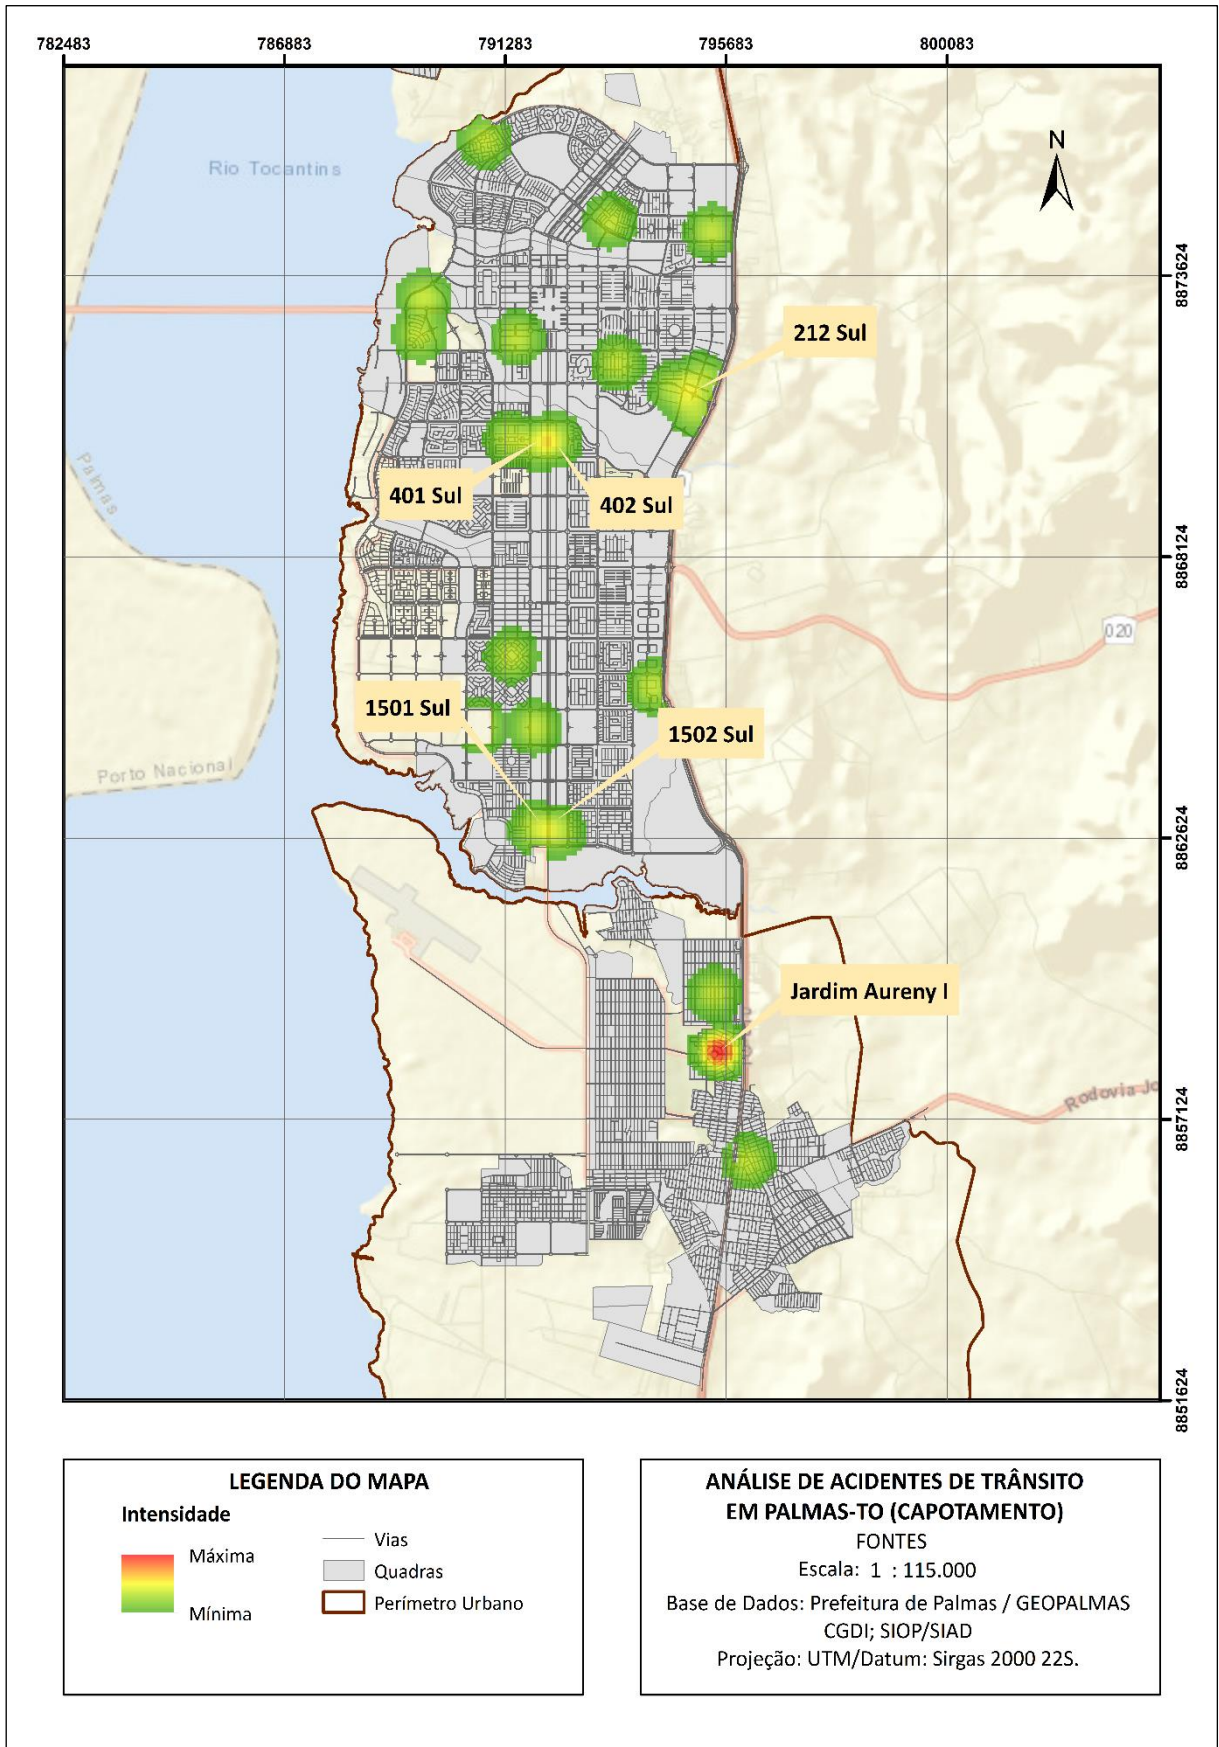 782483
786883
791283
795683
800083
Rio Tocantins
N
8873624
212 Sul
Palmas
401 Sul
402 Sul
8868124
020
1501 Sul
1502 Sul
Porto Nacional
8862624
Jardim Aureny I
Rodovia Jo
8857124
8851624
LEGENDA DO MAPA
Intensidade
Máxima
Mínima
Vias
Quadras
Perímetro Urbano
ANÁLISE DE ACIDENTES DE TRÂNSITO
EM PALMAS-TO (CAPOTAMENTO)
FONTES
Escala: 1 : 115.000
Base de Dados: Prefeitura de Palmas / GEOPALMAS
CGDI; SIOP/SIAD
Projeção: UTM/Datum: Sirgas 2000 22S.